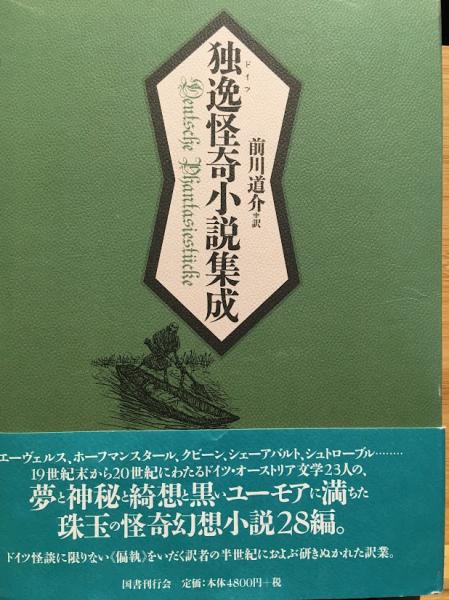 独逸怪奇小説集成
ドイツ
Deutsche Phantasiestücke
前川道介*訳
エーヴェルス、ホーフマンスタール、クビーン、シェーアバルト、シュトローブル………
19世紀末から20世紀にわたるドイツ・オーストリア文学23人の、
夢と神秘と綺想と黒いユーモアに満ちた
珠玉の怪奇幻想小説28編。
ドイツ怪談に限りない《偏執》をいだく訳者の半世紀におよぶ研きぬかれた訳業。
国書刊行会 定価:本体4800円+税